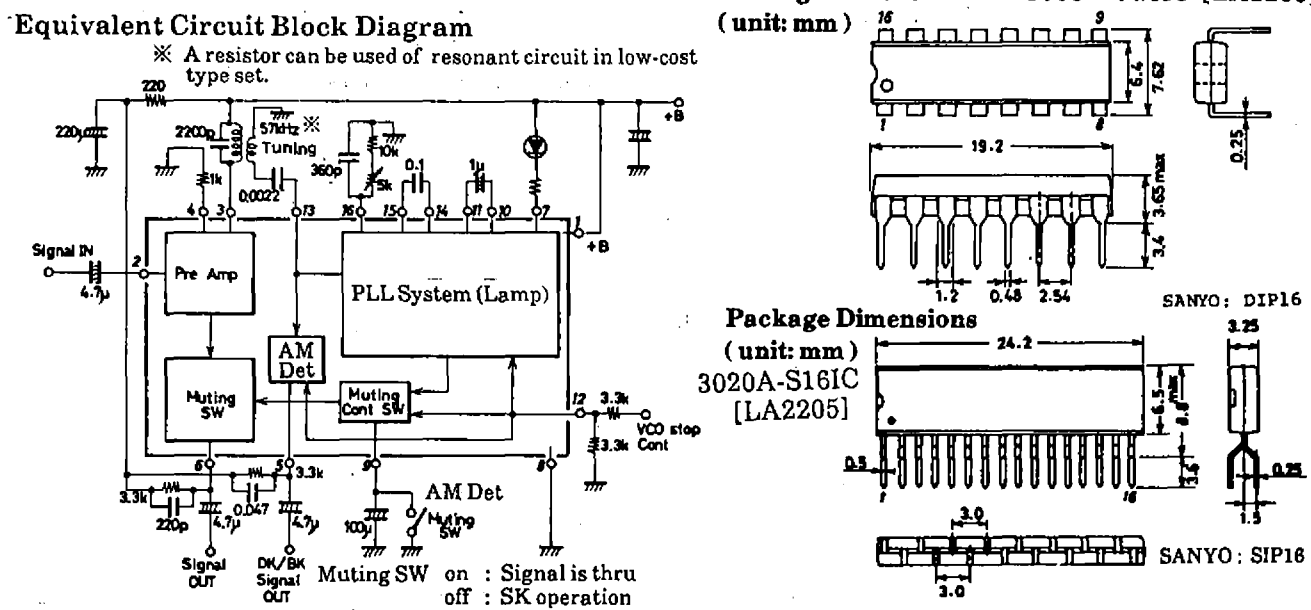 Equivalent Circuit Block Diagram
※ A resistor can be used of resonant circuit in low-cost
type set.
220
220μ
2200p
57kHz ※
Tuning
1k
0.0022
360p
10k
5k
0.1
1μ
+B
4
3
13
16
15
14
11
10
7
1
+B
Signal IN
4.7μ
2
Pre Amp
PLL System (Lamp)
AM
Det
Muting
SW
Muting
Cont SW
12
3.3k
VCO stop
Cont
3.3k
6
5
9
8
3.3k
3.3k
220p
0.047
4.7μ
4.7μ
100μ
AM Det
Muting
SW
Signal
OUT
DK/BK
Signal
OUT
Muting SW on : Signal is thru
off : SK operation
(unit: mm)
16
9
1
8
6.4
7.62
0.25
19.2
3.65 max
3.4
1.2
0.48
2.54
SANYO: DIP16
Package Dimensions
(unit: mm)
3020A-S16IC
[LA2205]
24.2
3.25
6.5
max
0.5
1
16
3.6
0.25
1.5
3.0
3.0
SANYO: SIP16